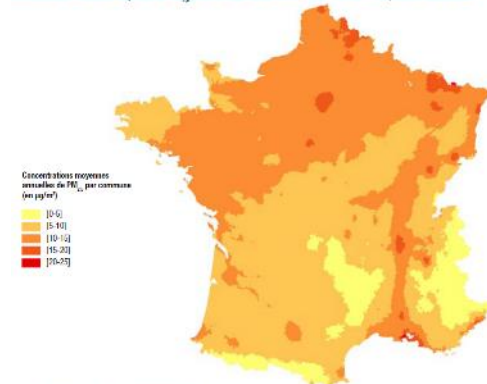 Concentrations moyennes
annuelles de PM2,5 par commune
(en µg/m³)
]0-5]
]5-10]
]10-15]
]15-20]
]20-25]